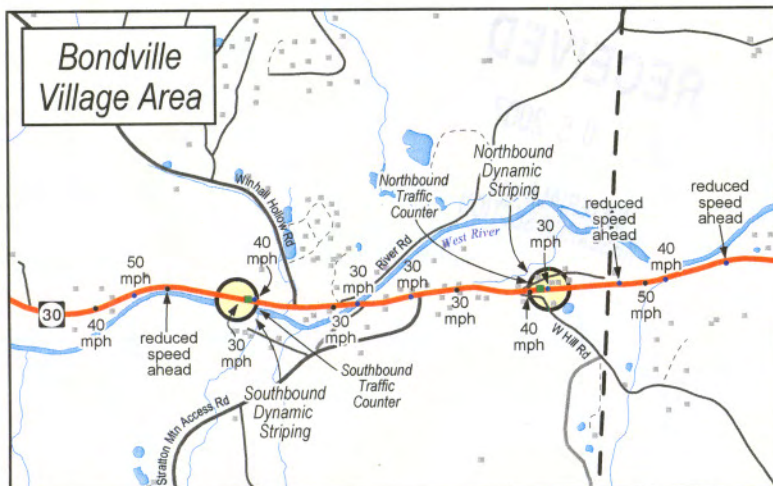 Bondville
Village Area
RECEIVED
Winhall Hollow Rd
Northbound
Traffic
Counter
Northbound
Dynamic
Striping
reduced
speed
ahead
reduced
speed
ahead
50
mph
40
mph
River Rd
West River
30
mph
30
mph
30
mph
40
mph
30
40
mph
reduced
speed
ahead
30
mph
30
mph
30
mph
40
mph
50
mph
W Hill Rd
Southbound
Traffic
Counter
Southbound
Dynamic
Striping
Stratton Mtn Access Rd